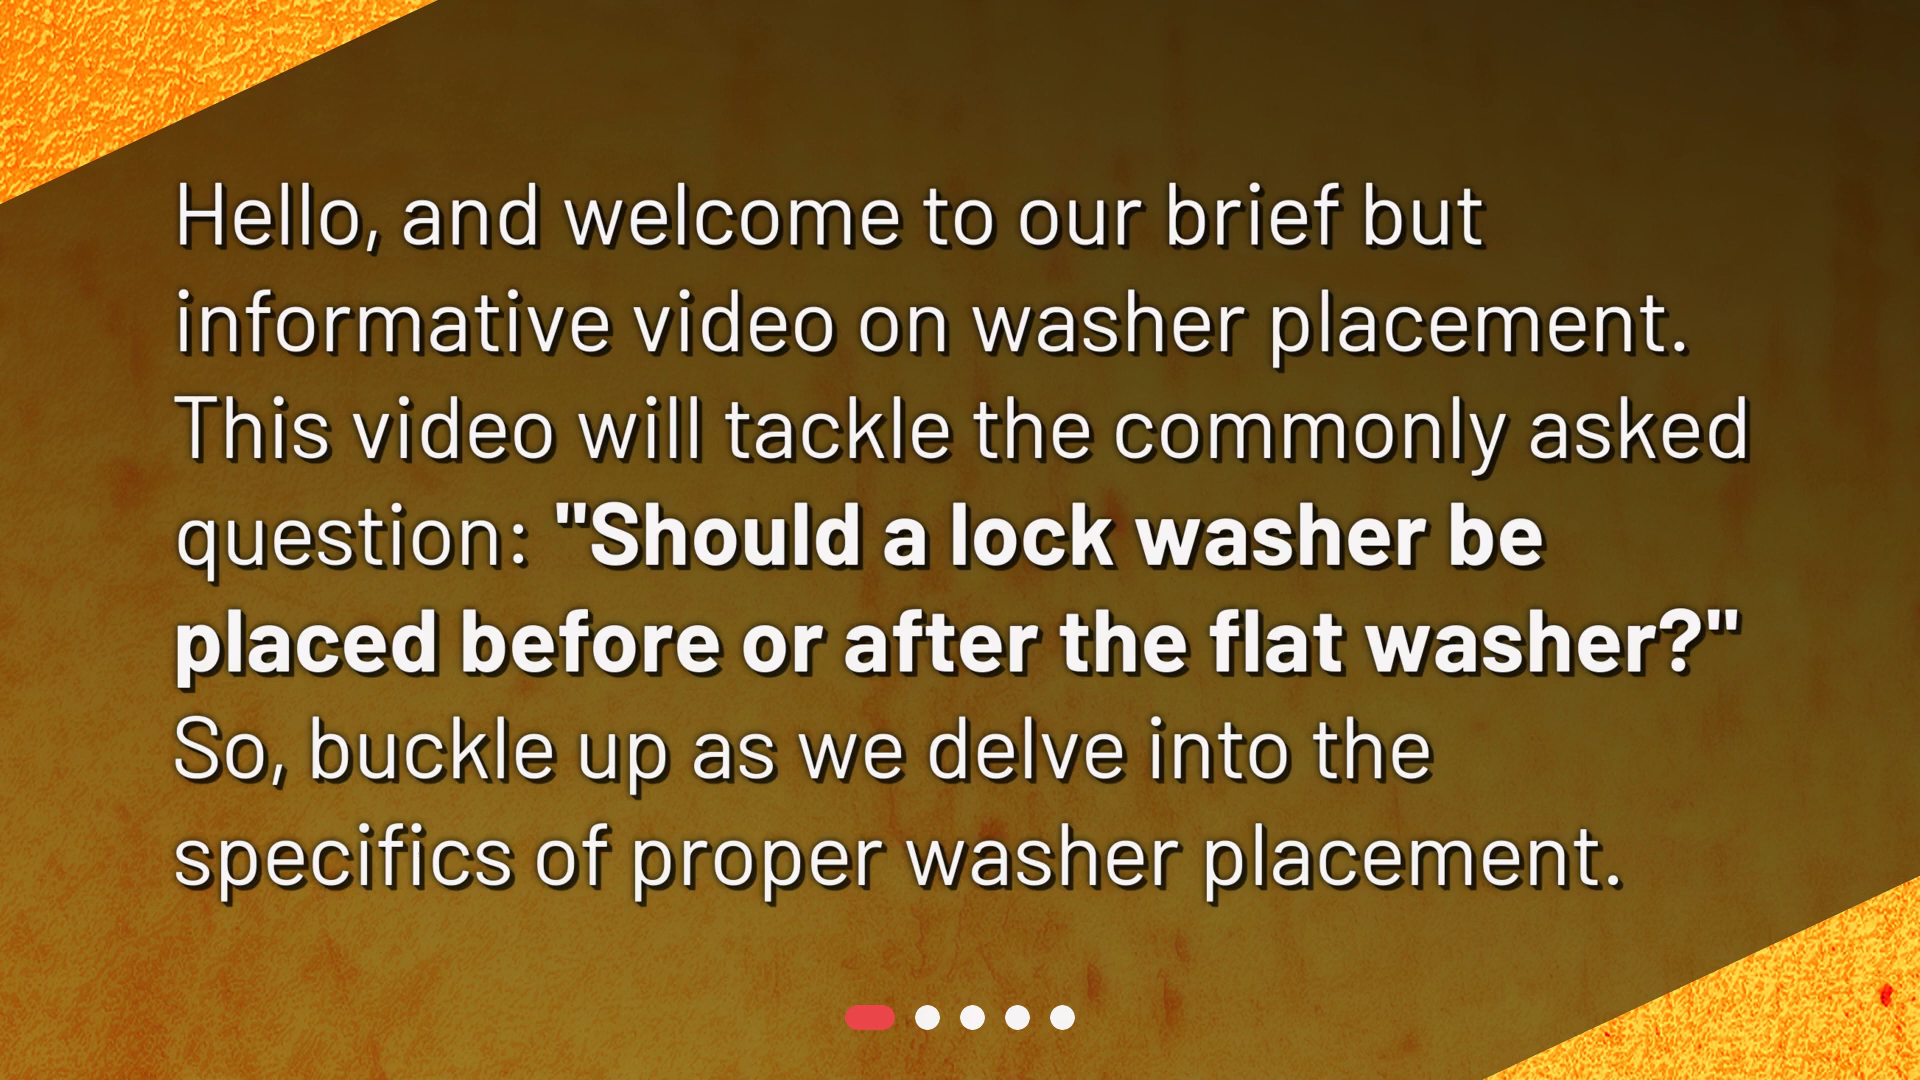 Hello, and welcome to our brief but
informative video on washer placement.
This video will tackle the commonly asked
question: "Should a lock washer be
placed before or after the flat washer?"
So, buckle up as we delve into the
specifics of proper washer placement.